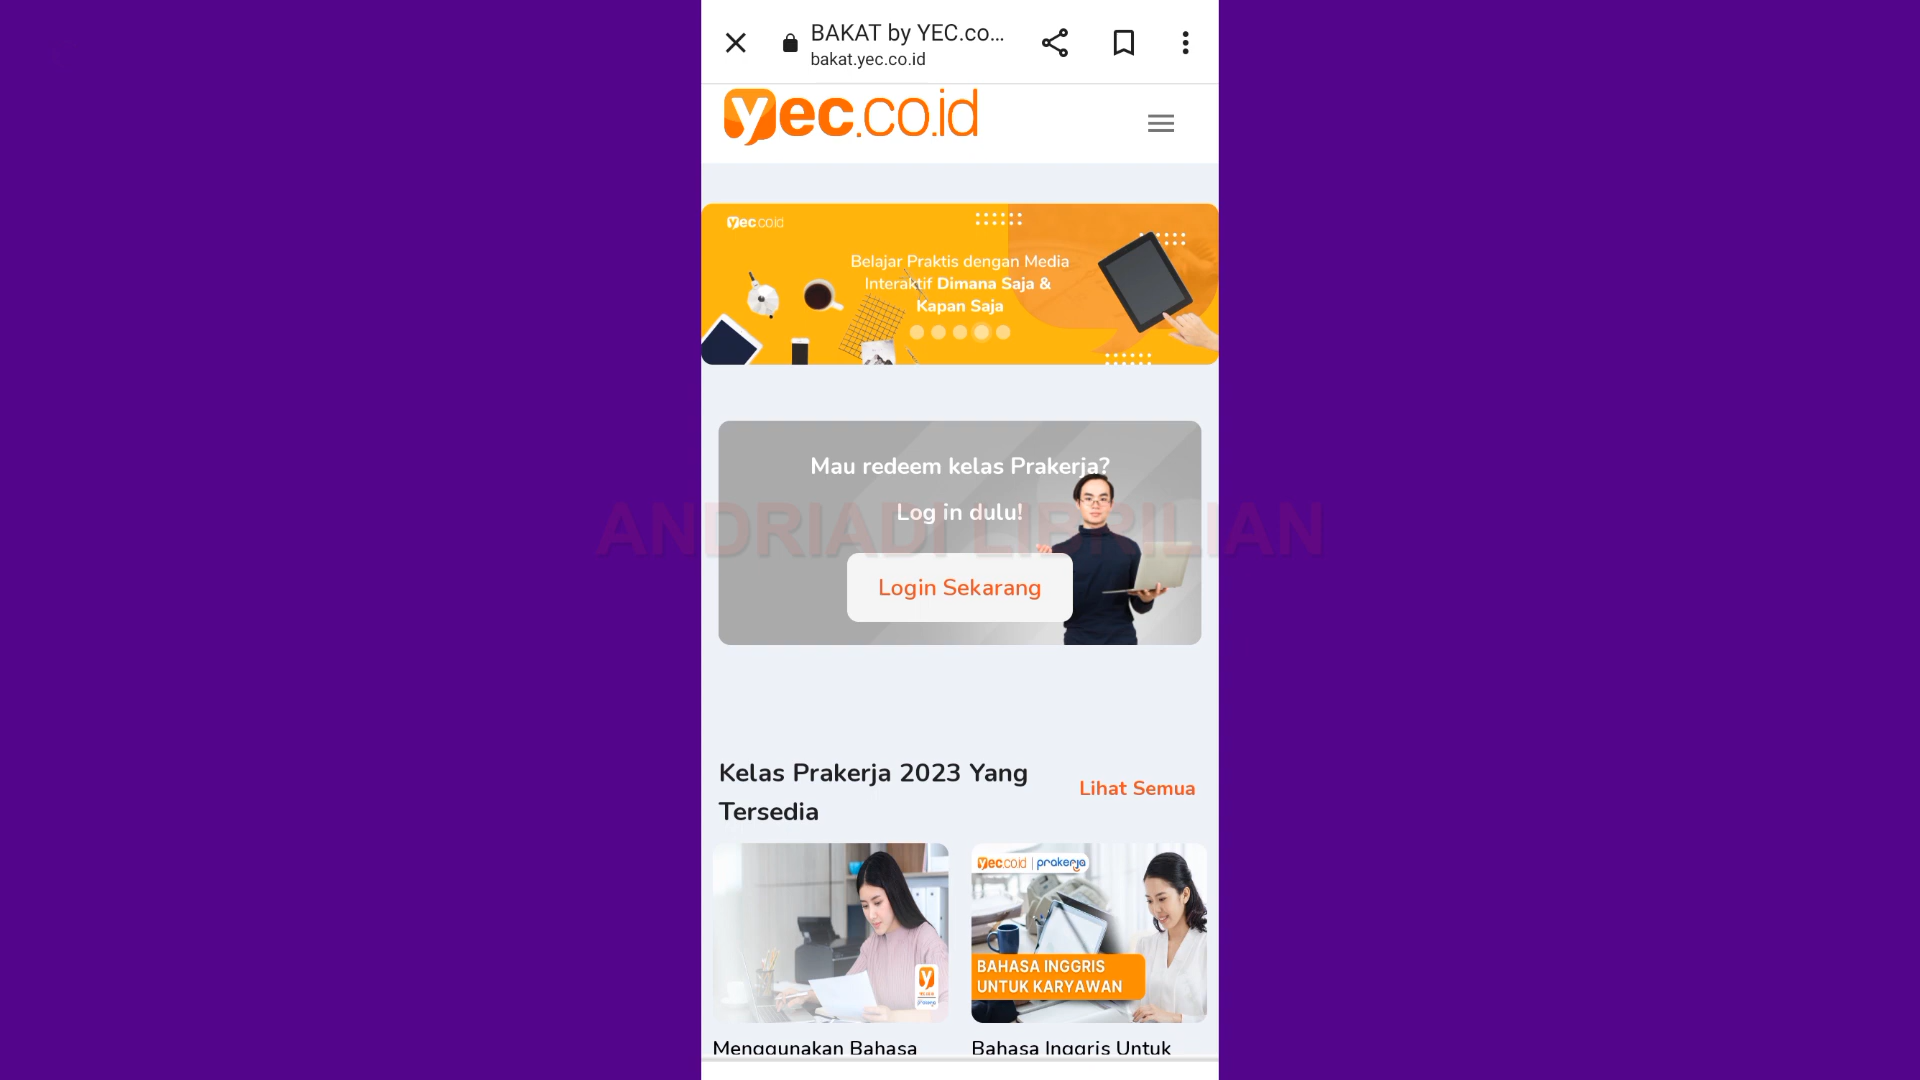 BAKAT by YEC.co...
bakat.yec.co.id
yec.co.id
yec.co.id
Belajar Praktis dengan Media
Interaktif Dimana Saja &
Kapan Saja
Mau redeem kelas Prakerja?
Log in dulu!
ANDRIADI LIBRILIAN
Login Sekarang
Kelas Prakerja 2023 Yang
Tersedia
Lihat Semua
yec.co.id | prakerja
BAHASA INGGRIS
UNTUK KARYAWAN
Menggunakan Bahasa
Bahasa Inggris Untuk